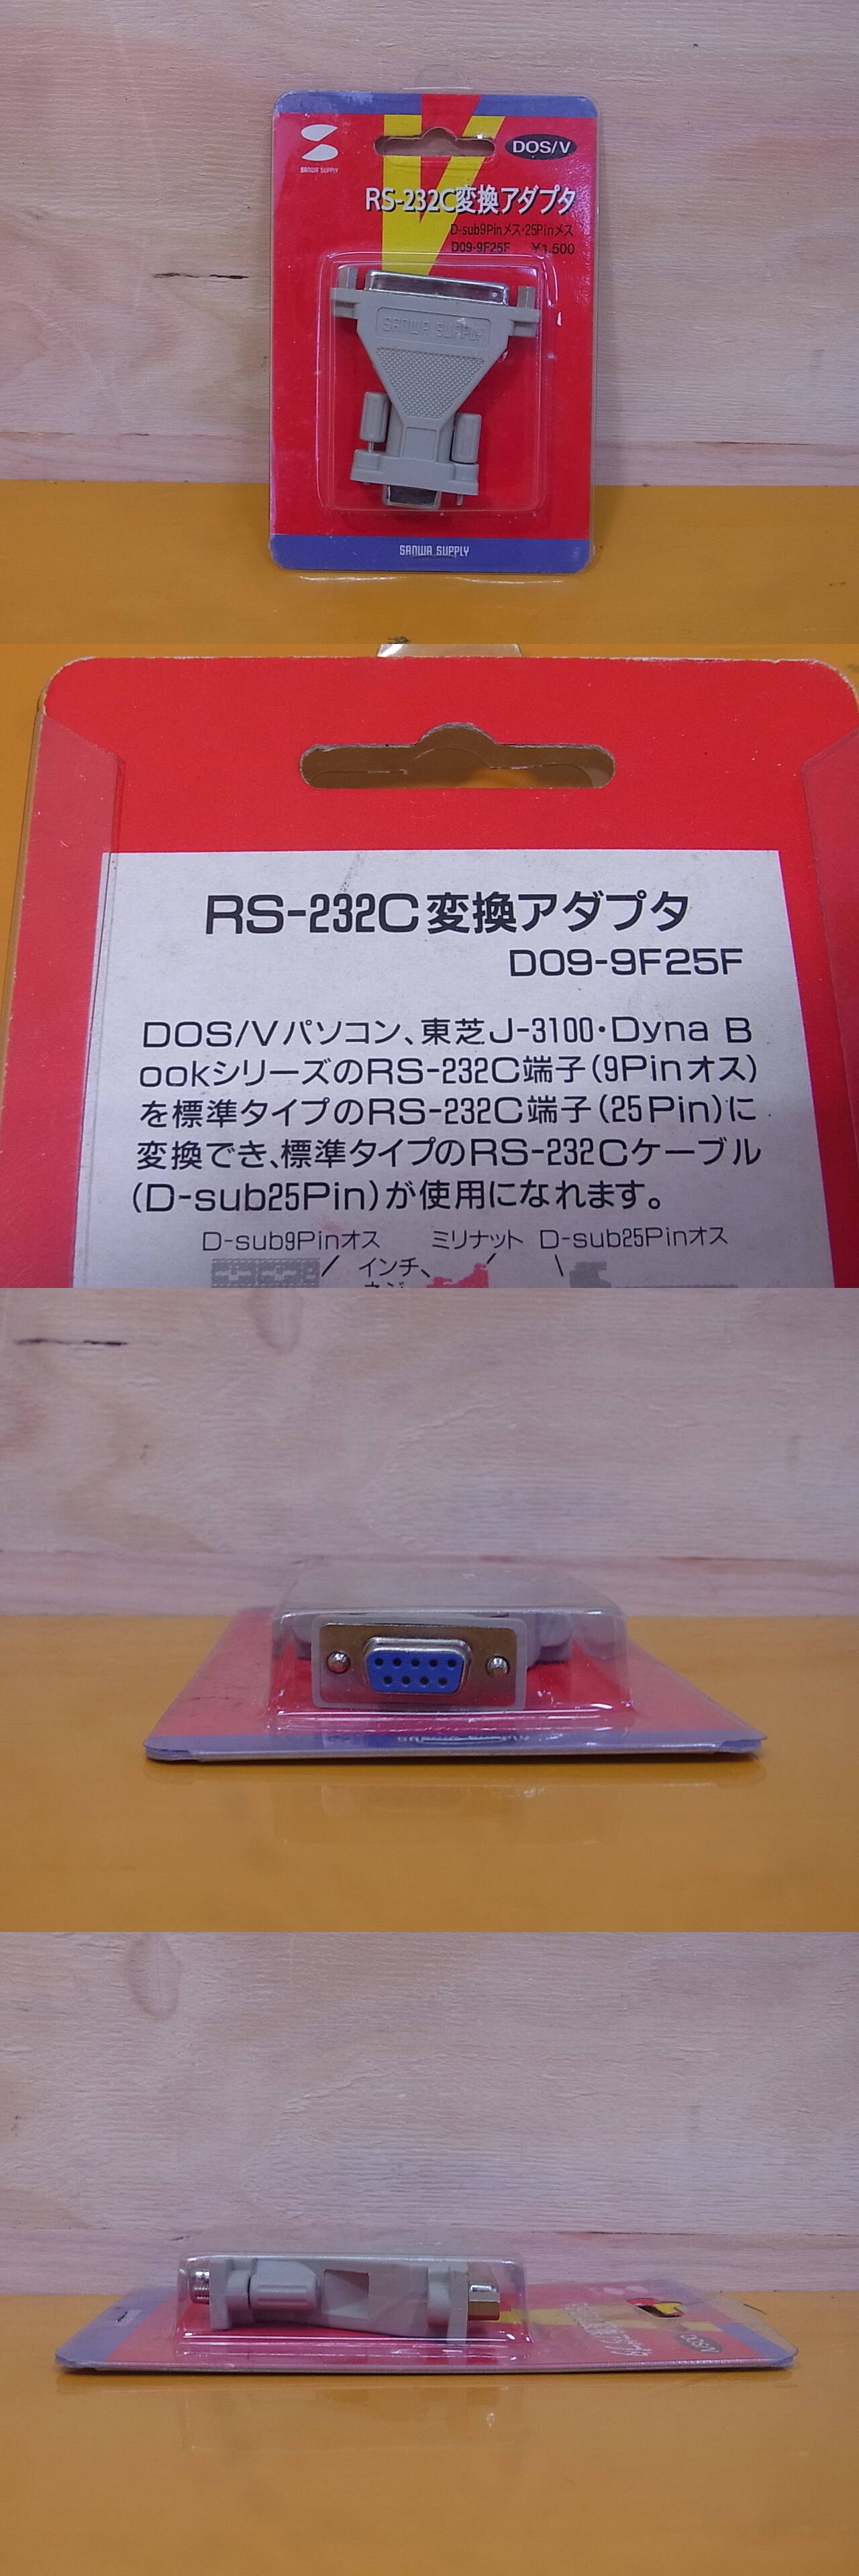 SANWA SUPPLY
DOS/V
RS-232C変換アダプタ
D-sub9Pinメス・25Pinメス
D09-9F25F ¥1,500
SANWA SUPPLY
SANWA SUPPLY
RS-232C変換アダプタ
D09-9F25F
DOS/Vパソコン、東芝J-3100・Dyna B
ookシリーズのRS-232C端子(9Pinオス)
を標準タイプのRS-232C端子(25Pin)に
変換でき、標準タイプのRS-232Cケーブル
(D-sub25Pin)が使用になれます。
D-sub9Pinオス ミリナット D-sub25Pinオス
インチ
SANWA SUPPLY
DOS/V